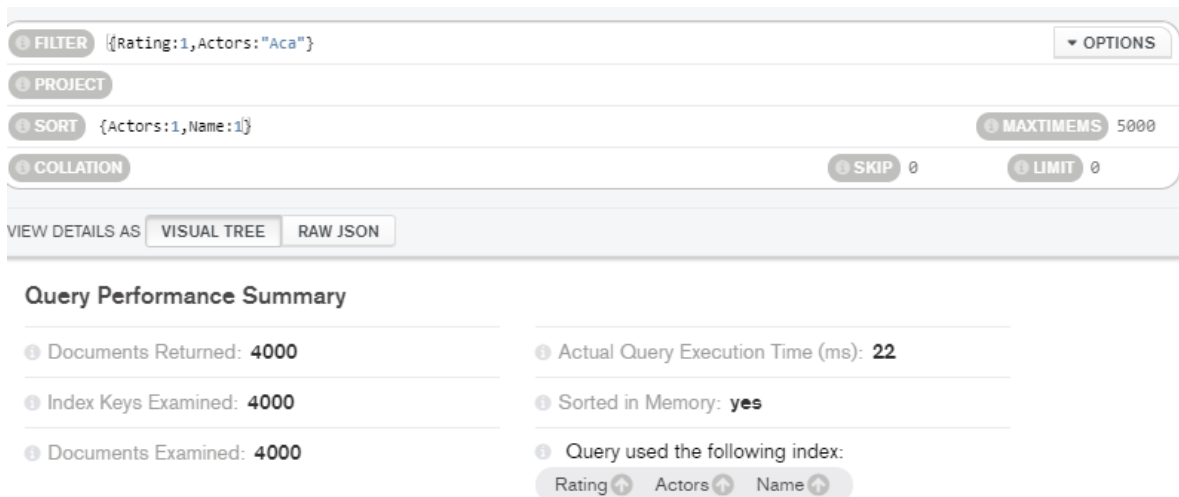 FILTER {Rating:1,Actors:"Aca"} OPTIONS
PROJECT
SORT {Actors:1,Name:1} MAXTIMEMS 5000
COLLATION SKIP 0 LIMIT 0
VIEW DETAILS AS VISUAL TREE RAW JSON
Query Performance Summary
Documents Returned: 4000 Actual Query Execution Time (ms): 22
Index Keys Examined: 4000 Sorted in Memory: yes
Documents Examined: 4000 Query used the following index:
Rating Actors Name